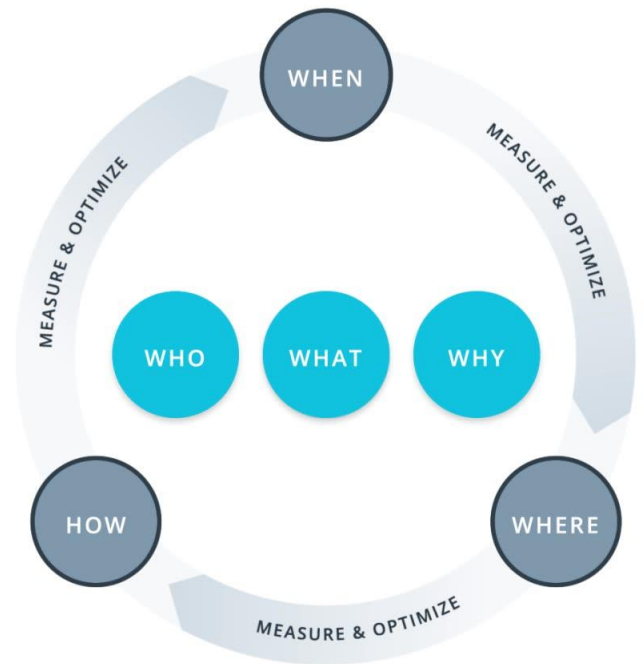 WHEN
MEASURE & OPTIMIZE
MEASURE & OPTIMIZE
WHO
WHAT
WHY
HOW
WHERE
MEASURE & OPTIMIZE